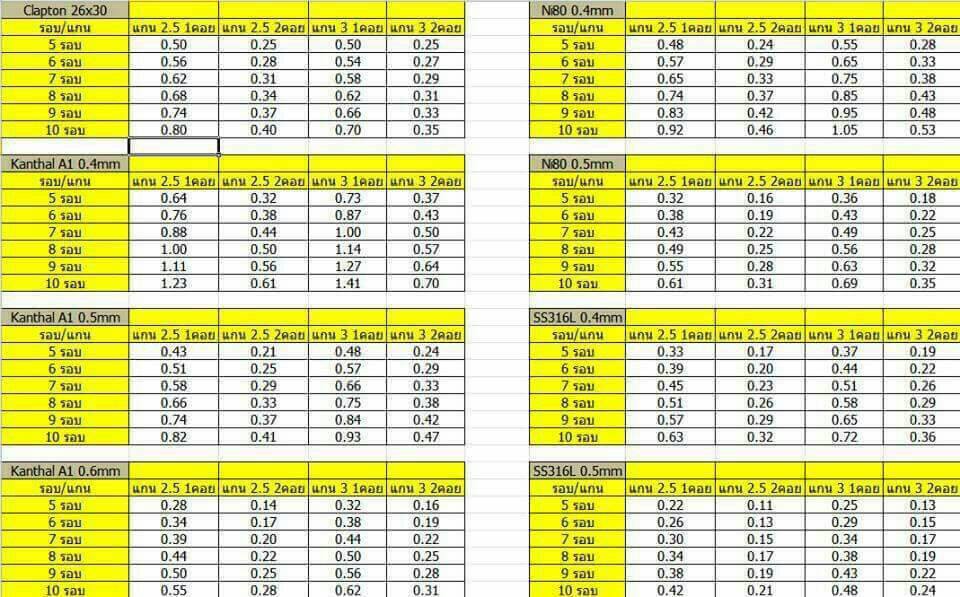 Clapton 26x30
รอบ/แกน แกน 2.5 1คอย แกน 2.5 2คอย แกน 3 1คอย แกน 3 2คอย
5 รอบ 0.50 0.25 0.50 0.25
6 รอบ 0.56 0.28 0.54 0.27
7 รอบ 0.62 0.31 0.58 0.29
8 รอบ 0.68 0.34 0.62 0.31
9 รอบ 0.74 0.37 0.66 0.33
10 รอบ 0.80 0.40 0.70 0.35
Kanthal A1 0.4mm
รอบ/แกน แกน 2.5 1คอย แกน 2.5 2คอย แกน 3 1คอย แกน 3 2คอย
5 รอบ 0.64 0.32 0.73 0.37
6 รอบ 0.76 0.38 0.87 0.43
7 รอบ 0.88 0.44 1.00 0.50
8 รอบ 1.00 0.50 1.14 0.57
9 รอบ 1.11 0.56 1.27 0.64
10 รอบ 1.23 0.61 1.41 0.70
Kanthal A1 0.5mm
รอบ/แกน แกน 2.5 1คอย แกน 2.5 2คอย แกน 3 1คอย แกน 3 2คอย
5 รอบ 0.43 0.21 0.48 0.24
6 รอบ 0.51 0.25 0.57 0.29
7 รอบ 0.58 0.29 0.66 0.33
8 รอบ 0.66 0.33 0.75 0.38
9 รอบ 0.74 0.37 0.84 0.42
10 รอบ 0.82 0.41 0.93 0.47
Kanthal A1 0.6mm
รอบ/แกน แกน 2.5 1คอย แกน 2.5 2คอย แกน 3 1คอย แกน 3 2คอย
5 รอบ 0.28 0.14 0.32 0.16
6 รอบ 0.34 0.17 0.38 0.19
7 รอบ 0.39 0.20 0.44 0.22
8 รอบ 0.44 0.22 0.50 0.25
9 รอบ 0.50 0.25 0.56 0.28
10 รอบ 0.55 0.28 0.62 0.31
Ni80 0.4mm
รอบ/แกน แกน 2.5 1คอย แกน 2.5 2คอย แกน 3 1คอย แกน 3 2คอย
5 รอบ 0.48 0.24 0.55 0.28
6 รอบ 0.57 0.29 0.65 0.33
7 รอบ 0.65 0.33 0.75 0.38
8 รอบ 0.74 0.37 0.85 0.43
9 รอบ 0.83 0.42 0.95 0.48
10 รอบ 0.92 0.46 1.05 0.53
Ni80 0.5mm
รอบ/แกน แกน 2.5 1คอย แกน 2.5 2คอย แกน 3 1คอย แกน 3 2คอย
5 รอบ 0.32 0.16 0.36 0.18
6 รอบ 0.38 0.19 0.43 0.22
7 รอบ 0.43 0.22 0.49 0.25
8 รอบ 0.49 0.25 0.56 0.28
9 รอบ 0.55 0.28 0.63 0.32
10 รอบ 0.61 0.31 0.69 0.35
SS316L 0.4mm
รอบ/แกน แกน 2.5 1คอย แกน 2.5 2คอย แกน 3 1คอย แกน 3 2คอย
5 รอบ 0.33 0.17 0.37 0.19
6 รอบ 0.39 0.20 0.44 0.22
7 รอบ 0.45 0.23 0.51 0.26
8 รอบ 0.51 0.26 0.58 0.29
9 รอบ 0.57 0.29 0.65 0.33
10 รอบ 0.63 0.32 0.72 0.36
SS316L 0.5mm
รอบ/แกน แกน 2.5 1คอย แกน 2.5 2คอย แกน 3 1คอย แกน 3 2คอย
5 รอบ 0.22 0.11 0.25 0.13
6 รอบ 0.26 0.13 0.29 0.15
7 รอบ 0.30 0.15 0.34 0.17
8 รอบ 0.34 0.17 0.38 0.19
9 รอบ 0.38 0.19 0.43 0.22
10 รอบ 0.42 0.21 0.48 0.24